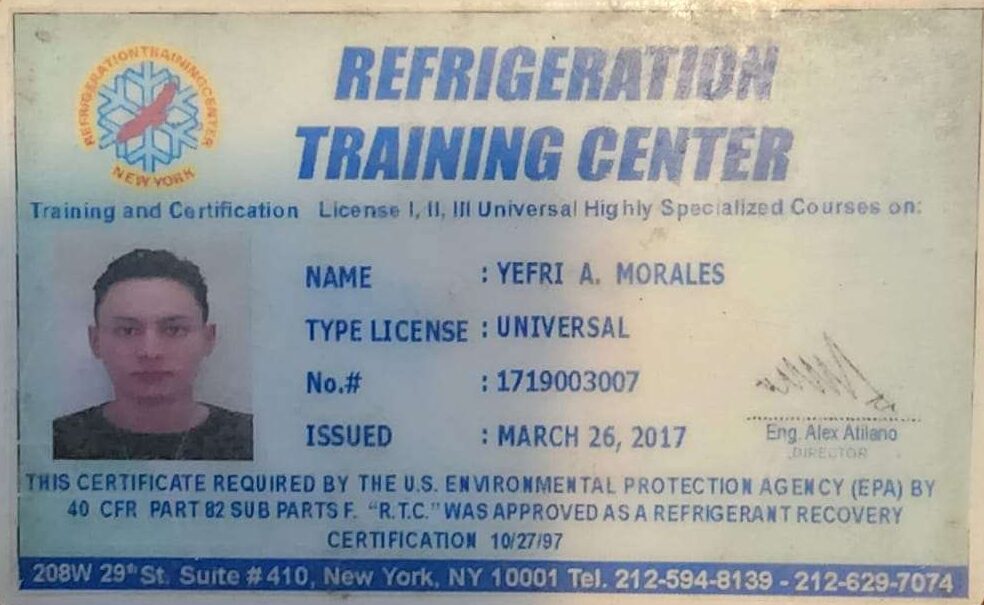 REFRIGERATION TRAINING CENTER
NEW YORK
REFRIGERATION
TRAINING CENTER
Training and Certification License I, II, III Universal Highly Specialized Courses on:
NAME : YEFRI A. MORALES
TYPE LICENSE : UNIVERSAL
No.# : 1719003007
ISSUED : MARCH 26, 2017
Eng. Alex Atilano
DIRECTOR
THIS CERTIFICATE REQUIRED BY THE U.S. ENVIRONMENTAL PROTECTION AGENCY (EPA) BY
40 CFR PART 82 SUB PARTS F. “R.T.C.” WAS APPROVED AS A REFRIGERANT RECOVERY
CERTIFICATION 10/27/97
208W 29th St. Suite # 410, New York, NY 10001 Tel. 212-594-8139 - 212-629-7074